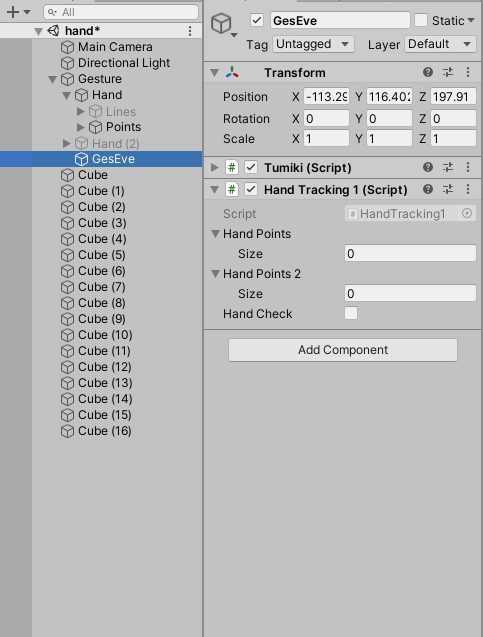 All
hand*
Main Camera
Directional Light
Gesture
Hand
Lines
Points
Hand (2)
GesEve
Cube
Cube (1)
Cube (2)
Cube (3)
Cube (4)
Cube (5)
Cube (6)
Cube (7)
Cube (8)
Cube (9)
Cube (10)
Cube (11)
Cube (12)
Cube (13)
Cube (14)
Cube (15)
Cube (16)
GesEve Static
Tag Untagged Layer Default
Transform
Position X -113.29 Y 116.402 Z 197.91
Rotation X 0 Y 0 Z 0
Scale X 1 Y 1 Z 1
# Tumiki (Script)
# Hand Tracking 1 (Script)
Script # HandTracking1
Hand Points
Size 0
Hand Points 2
Size 0
Hand Check
Add Component